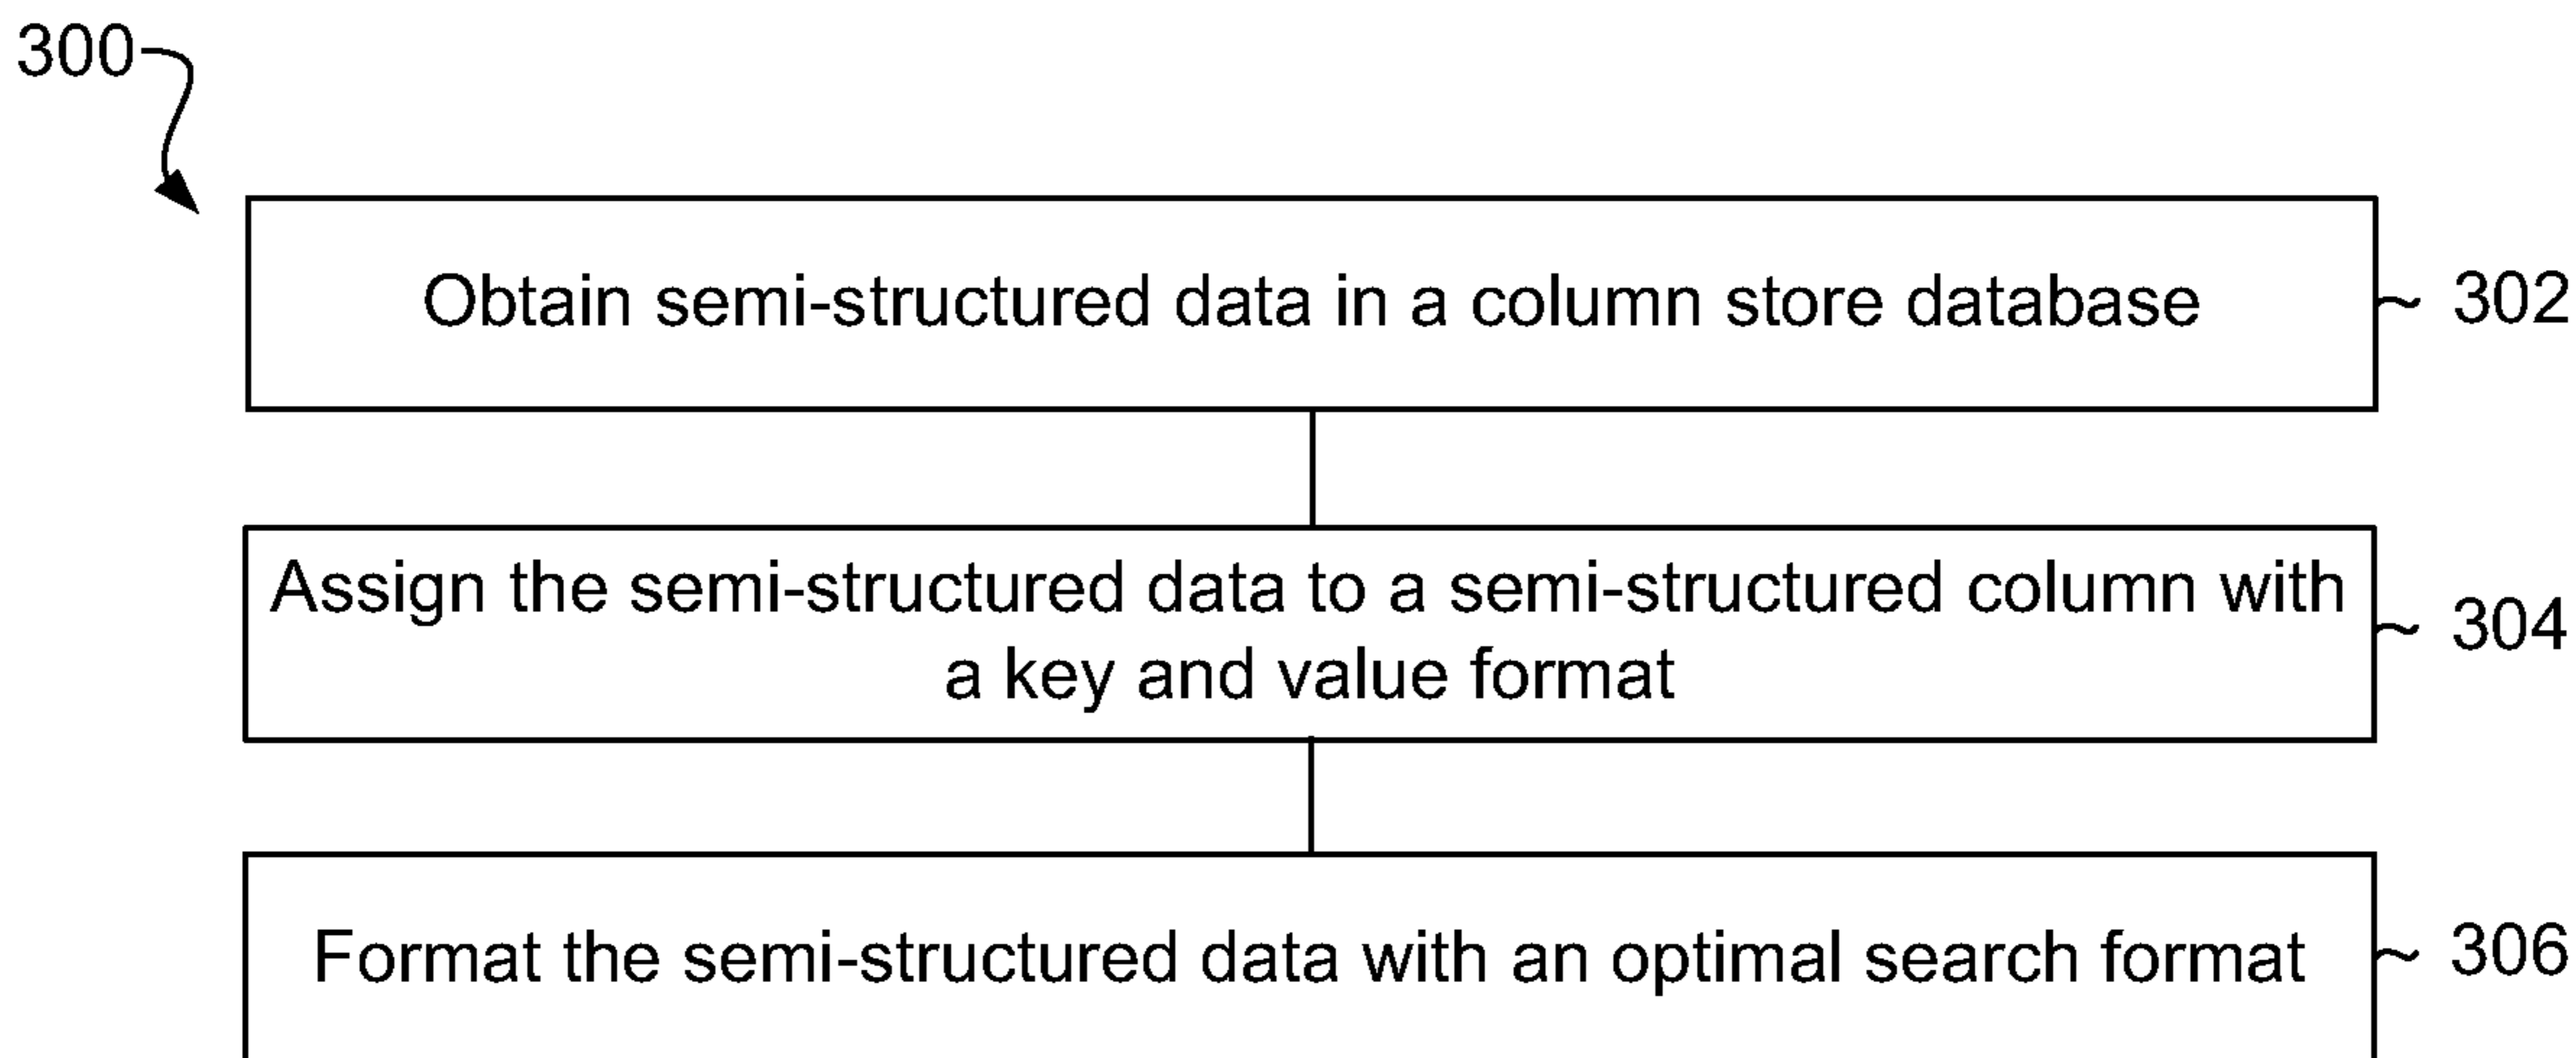 300
Obtain semi-structured data in a column store database
302
Assign the semi-structured data to a semi-structured column with
a key and value format
304
Format the semi-structured data with an optimal search format
306